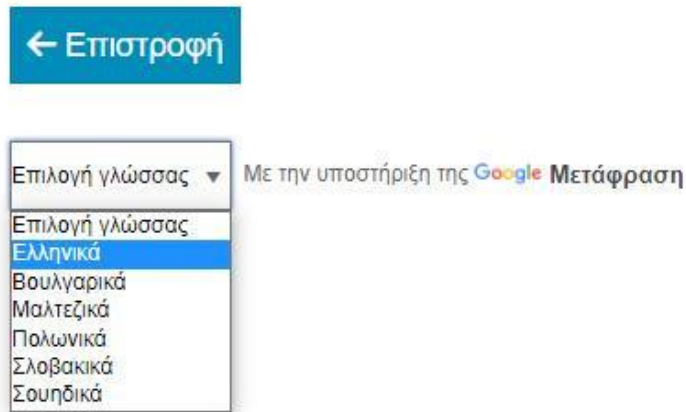 ← Επιστροφή
Επιλογή γλώσσας ▼ Με την υποστήριξη της Google Μετάφραση
Επιλογή γλώσσας
Ελληνικά
Βουλγαρικά
Μαλτεζικά
Πολωνικά
Σλοβακικά
Σουηδικά